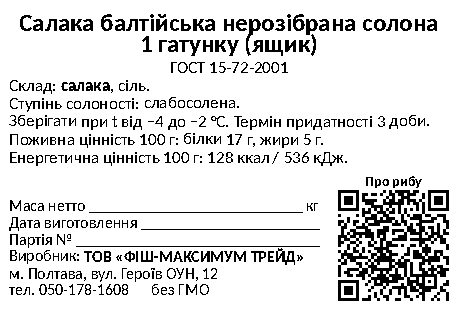 Салака балтійська нерозібрана солона
1 гатунку (ящик)
ГОСТ 15-72-2001
Склад: салака, сіль.
Ступінь солоності: слабосолена.
Зберігати при t від −4 до −2 °С. Термін придатності 3 доби.
Поживна цінність 100 г: білки 17 г, жири 5 г.
Енергетична цінність 100 г: 128 ккал / 536 кДж.
Про рибу
Маса нетто ______ кг
Дата виготовлення ______
Партія № ______
Виробник: ТОВ «ФІШ-МАКСИМУМ ТРЕЙД»
м. Полтава, вул. Героїв ОУН, 12
тел. 050-178-1608 без ГМО